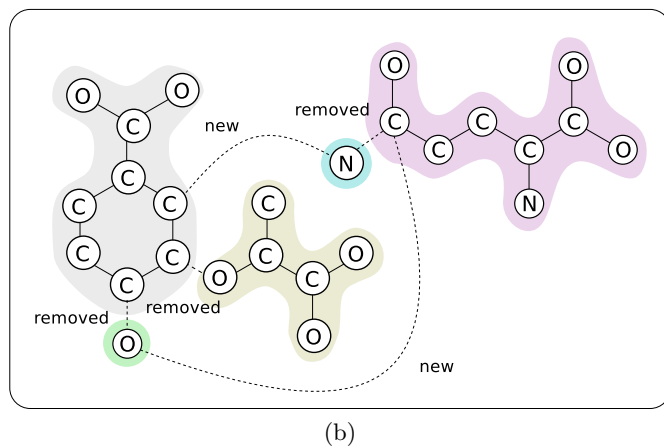 O O O O
removed
C new C C C O
N C C
C N
C C C
C C O
C O C
C removed
removed O
O
new
(b)